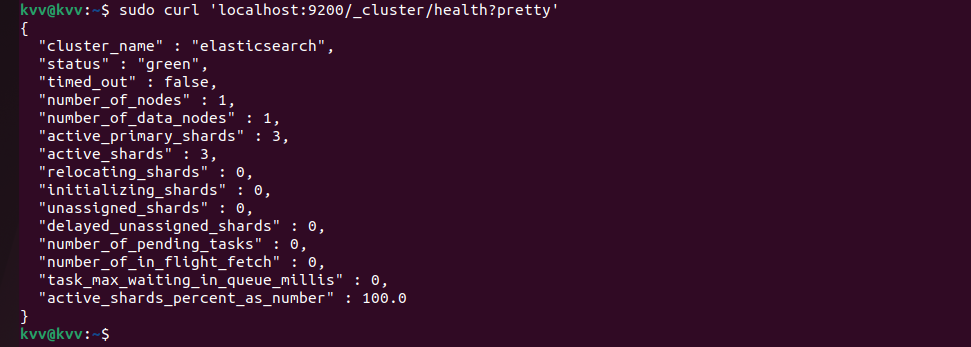 kvv@kvv:~$ sudo curl 'localhost:9200/_cluster/health?pretty'
{
  "cluster_name" : "elasticsearch",
  "status" : "green",
  "timed_out" : false,
  "number_of_nodes" : 1,
  "number_of_data_nodes" : 1,
  "active_primary_shards" : 3,
  "active_shards" : 3,
  "relocating_shards" : 0,
  "initializing_shards" : 0,
  "unassigned_shards" : 0,
  "delayed_unassigned_shards" : 0,
  "number_of_pending_tasks" : 0,
  "number_of_in_flight_fetch" : 0,
  "task_max_waiting_in_queue_millis" : 0,
  "active_shards_percent_as_number" : 100.0
}
kvv@kvv:~$